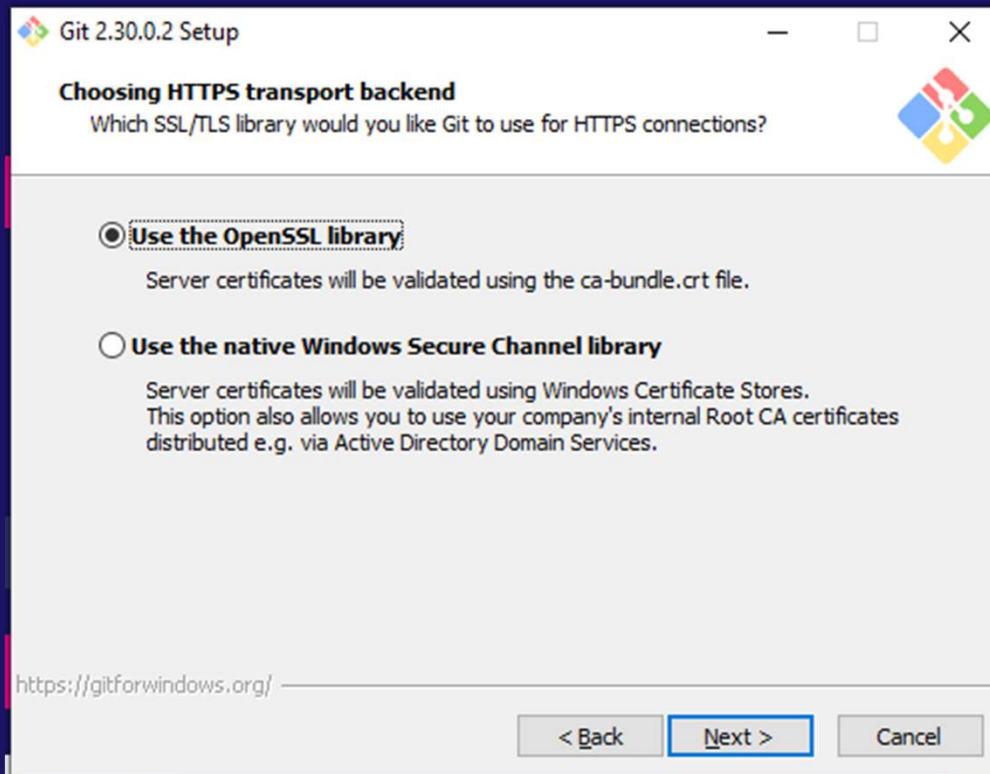 Git 2.30.0.2 Setup
Choosing HTTPS transport backend
Which SSL/TLS library would you like Git to use for HTTPS connections?
Use the OpenSSL library
Server certificates will be validated using the ca-bundle.crt file.
Use the native Windows Secure Channel library
Server certificates will be validated using Windows Certificate Stores.
This option also allows you to use your company's internal Root CA certificates
distributed e.g. via Active Directory Domain Services.
https://gitforwindows.org/
< Back Next > Cancel